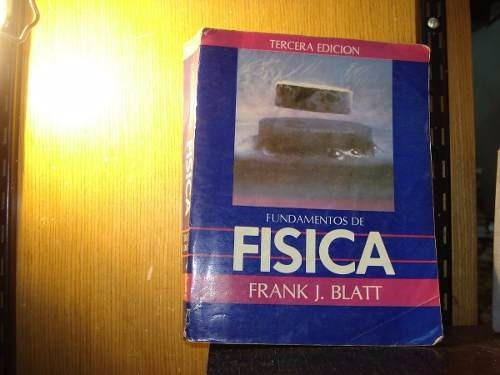 TERCERA EDICION
FUNDAMENTOS DE
FISICA
FRANK J. BLATT
FISICA